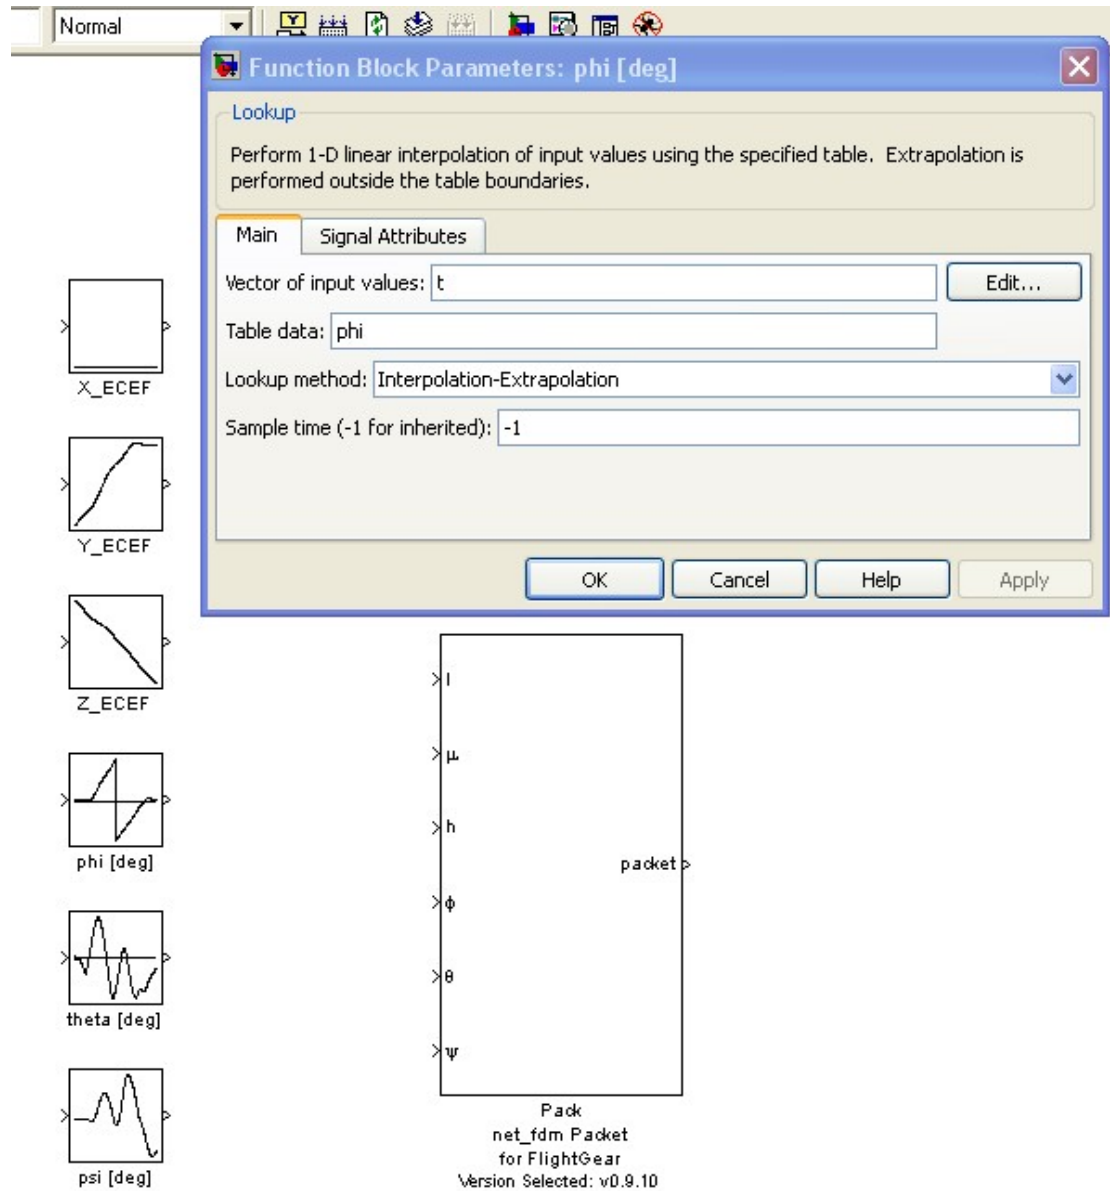 Normal
Function Block Parameters: phi [deg]
Lookup
Perform 1-D linear interpolation of input values using the specified table.  Extrapolation is
performed outside the table boundaries.
Main
Signal Attributes
Vector of input values: t
Edit...
Table data: phi
Lookup method: Interpolation-Extrapolation
Sample time (-1 for inherited): -1
OK
Cancel
Help
Apply
X_ECEF
Y_ECEF
Z_ECEF
phi [deg]
theta [deg]
psi [deg]
l
μ
h
ϕ
θ
ψ
packet
Pack
net_fdm Packet
for FlightGear
Version Selected: v0.9.10